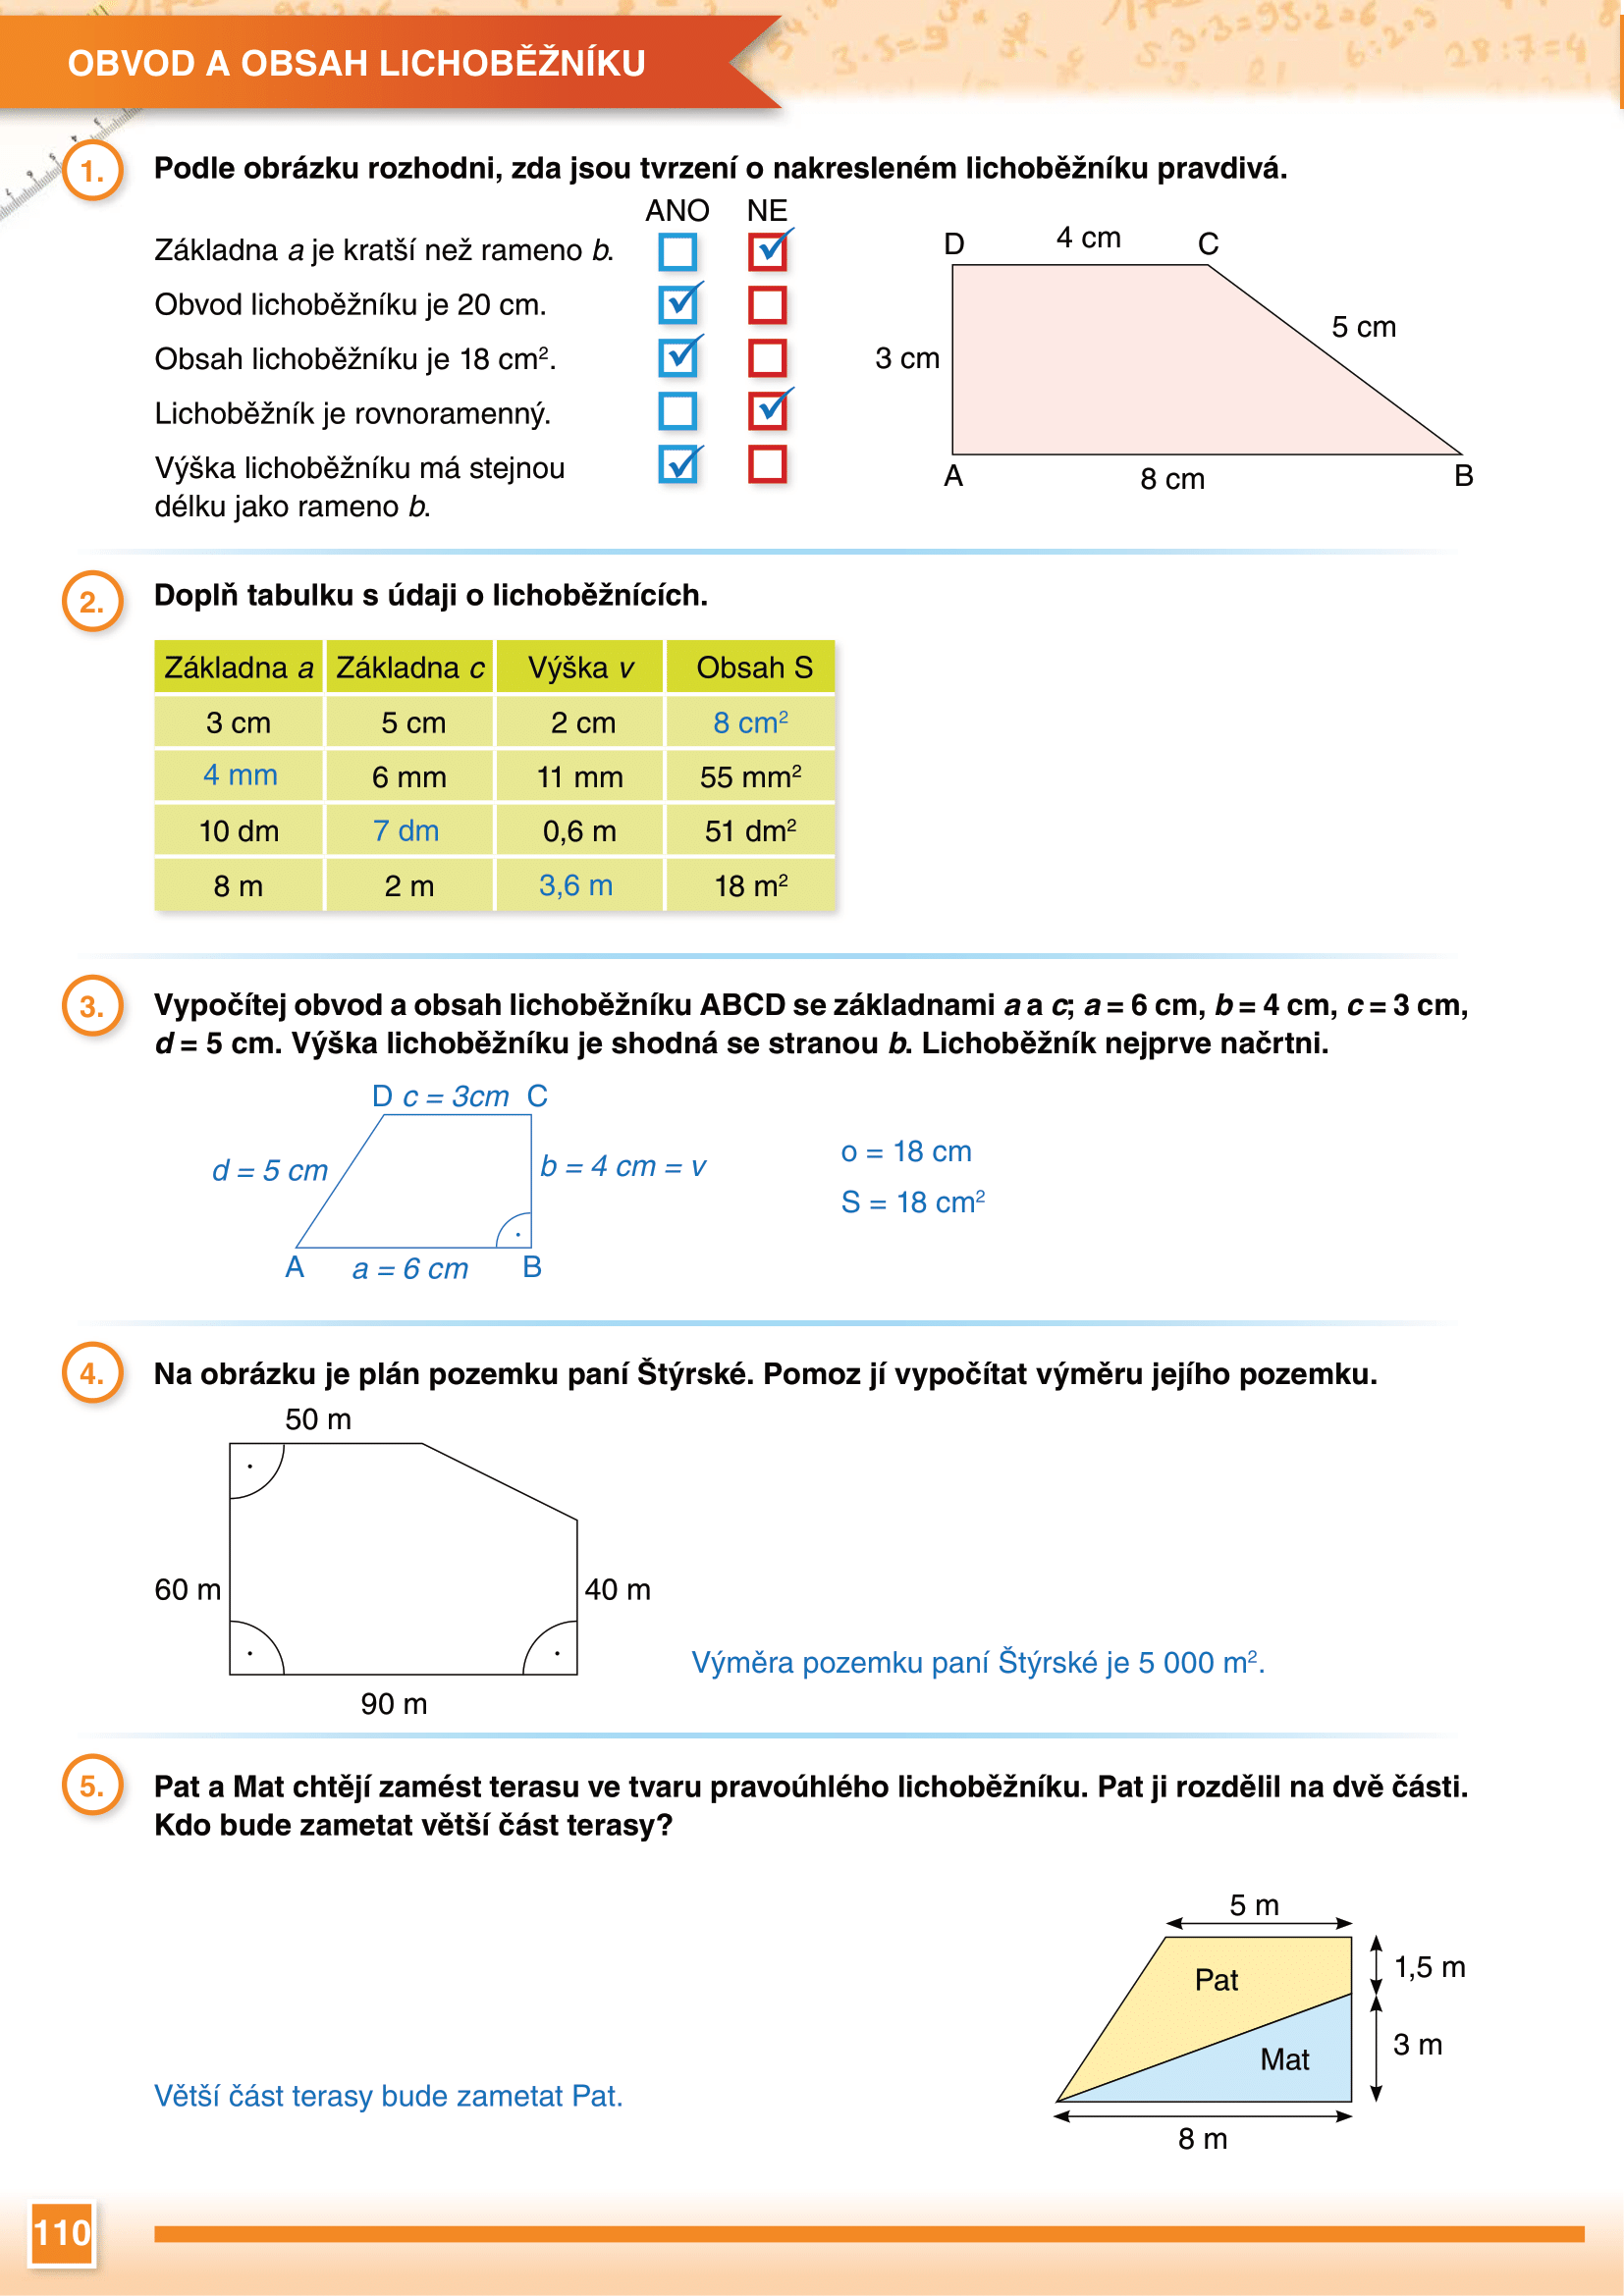 OBVOD A OBSAH LICHOBĚŽNÍKU
1.
Podle obrázku rozhodni, zda jsou tvrzení o nakresleném lichoběžníku pravdivá.
ANO NE
Základna a je kratší než rameno b.
Obvod lichoběžníku je 20 cm.
Obsah lichoběžníku je 18 cm².
Lichoběžník je rovnoramenný.
Výška lichoběžníku má stejnou
délku jako rameno b.
D 4 cm C
5 cm
3 cm
A 8 cm B
2.
Doplň tabulku s údaji o lichoběžnících.
Základna a Základna c Výška v Obsah S
3 cm 5 cm 2 cm 8 cm²
4 mm 6 mm 11 mm 55 mm²
10 dm 7 dm 0,6 m 51 dm²
8 m 2 m 3,6 m 18 m²
3.
Vypočítej obvod a obsah lichoběžníku ABCD se základnami a a c; a = 6 cm, b = 4 cm, c = 3 cm,
d = 5 cm. Výška lichoběžníku je shodná se stranou b. Lichoběžník nejprve načrtni.
D c = 3cm C
d = 5 cm
b = 4 cm = v
A a = 6 cm B
o = 18 cm
S = 18 cm²
4.
Na obrázku je plán pozemku paní Štýrské. Pomoz jí vypočítat výměru jejího pozemku.
50 m
60 m
40 m
90 m
Výměra pozemku paní Štýrské je 5 000 m².
5.
Pat a Mat chtějí zamést terasu ve tvaru pravoúhlého lichoběžníku. Pat ji rozdělil na dvě části.
Kdo bude zametat větší část terasy?
5 m
Pat
1,5 m
Mat
3 m
8 m
Větší část terasy bude zametat Pat.
110